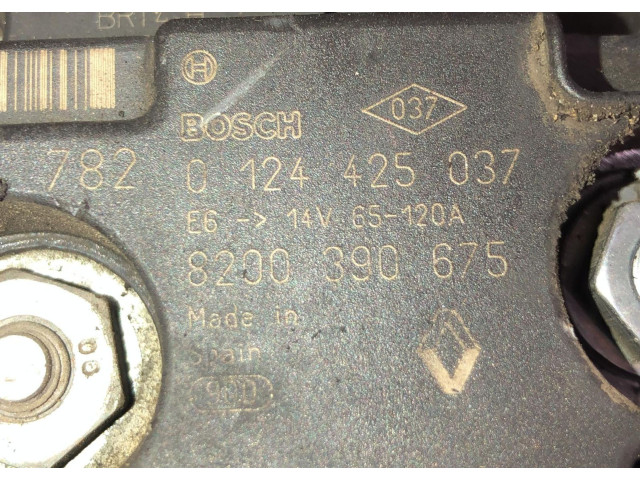 BOSCH
037
782
0 124 425 037
E6 -> 14V 65-120A
8200 390 675
Made in
Spain